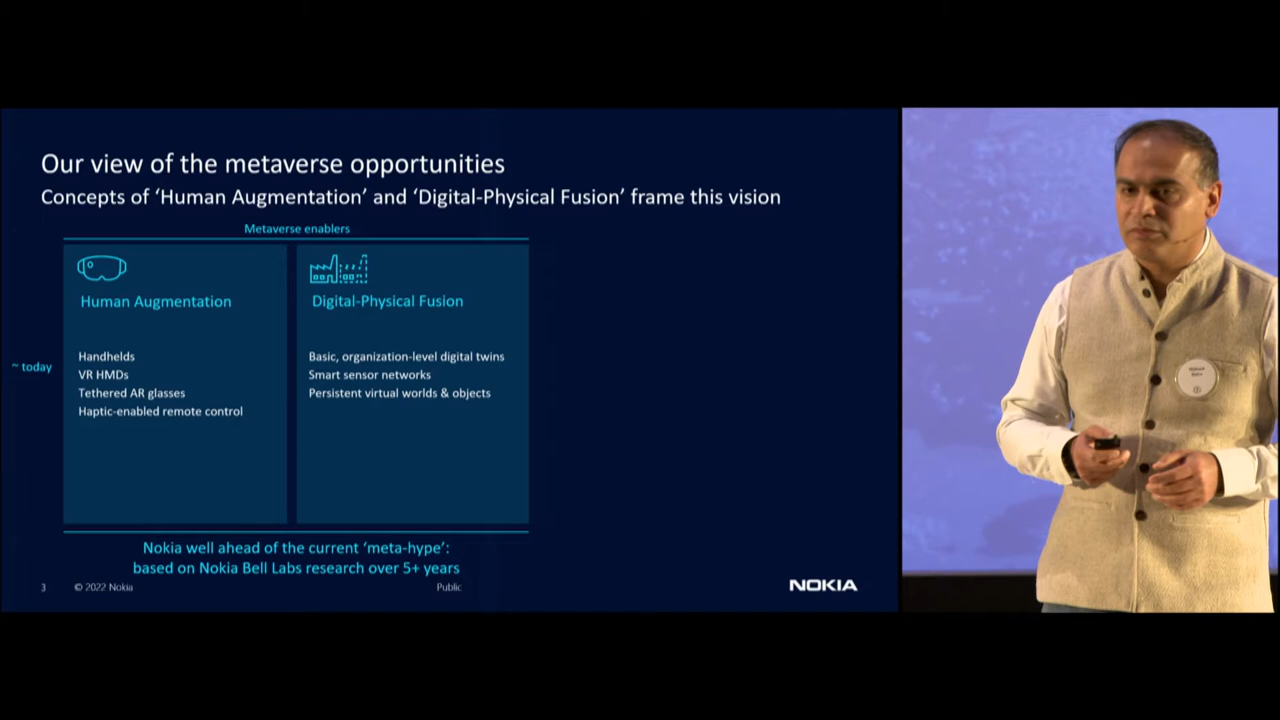 Our view of the metaverse opportunities
Concepts of ‘Human Augmentation’ and ‘Digital-Physical Fusion’ frame this vision
Metaverse enablers
Human Augmentation
Digital-Physical Fusion
~ today
Handhelds
VR HMDs
Tethered AR glasses
Haptic-enabled remote control
Basic, organization-level digital twins
Smart sensor networks
Persistent virtual worlds & objects
Nokia well ahead of the current ‘meta-hype’:
based on Nokia Bell Labs research over 5+ years
3 © 2022 Nokia Public
NOKIA